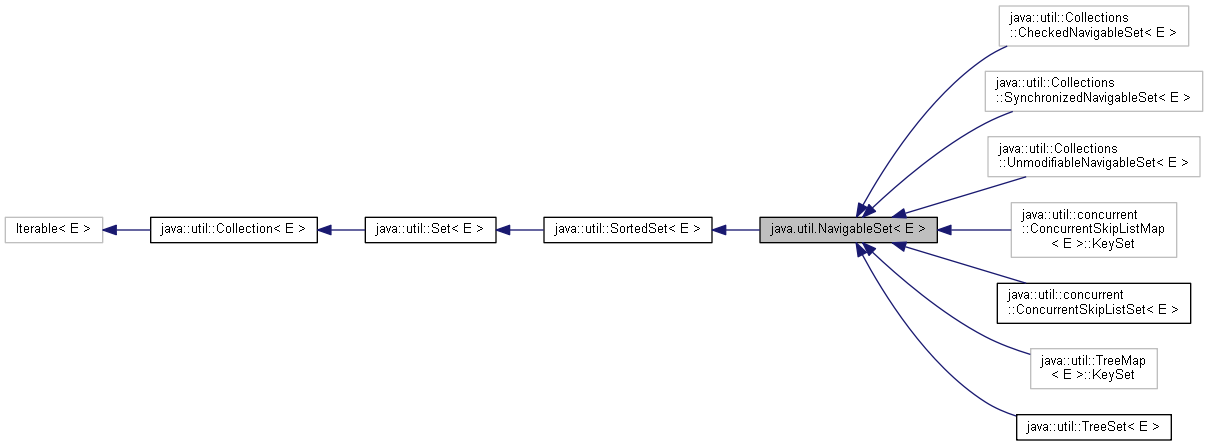 java::util::Collections
::CheckedNavigableSet< E >
java::util::Collections
::SynchronizedNavigableSet< E >
java::util::Collections
::UnmodifiableNavigableSet< E >
Iterable< E >
java::util::Collection< E >
java::util::Set< E >
java::util::SortedSet< E >
java.util.NavigableSet< E >
java::util::concurrent
::ConcurrentSkipListMap
< E >::KeySet
java::util::concurrent
::ConcurrentSkipListSet< E >
java::util::TreeMap
< E >::KeySet
java::util::TreeSet< E >